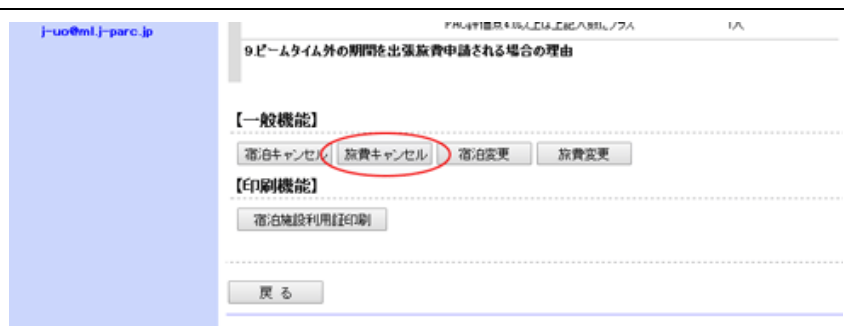 j-uo@ml.j-parc.jp
1人
9.ビームタイム外の期間を出張旅費申請される場合の理由
【一般機能】
宿泊キャンセル 旅費キャンセル 宿泊変更 旅費変更
【印刷機能】
宿泊施設利用証印刷
戻る